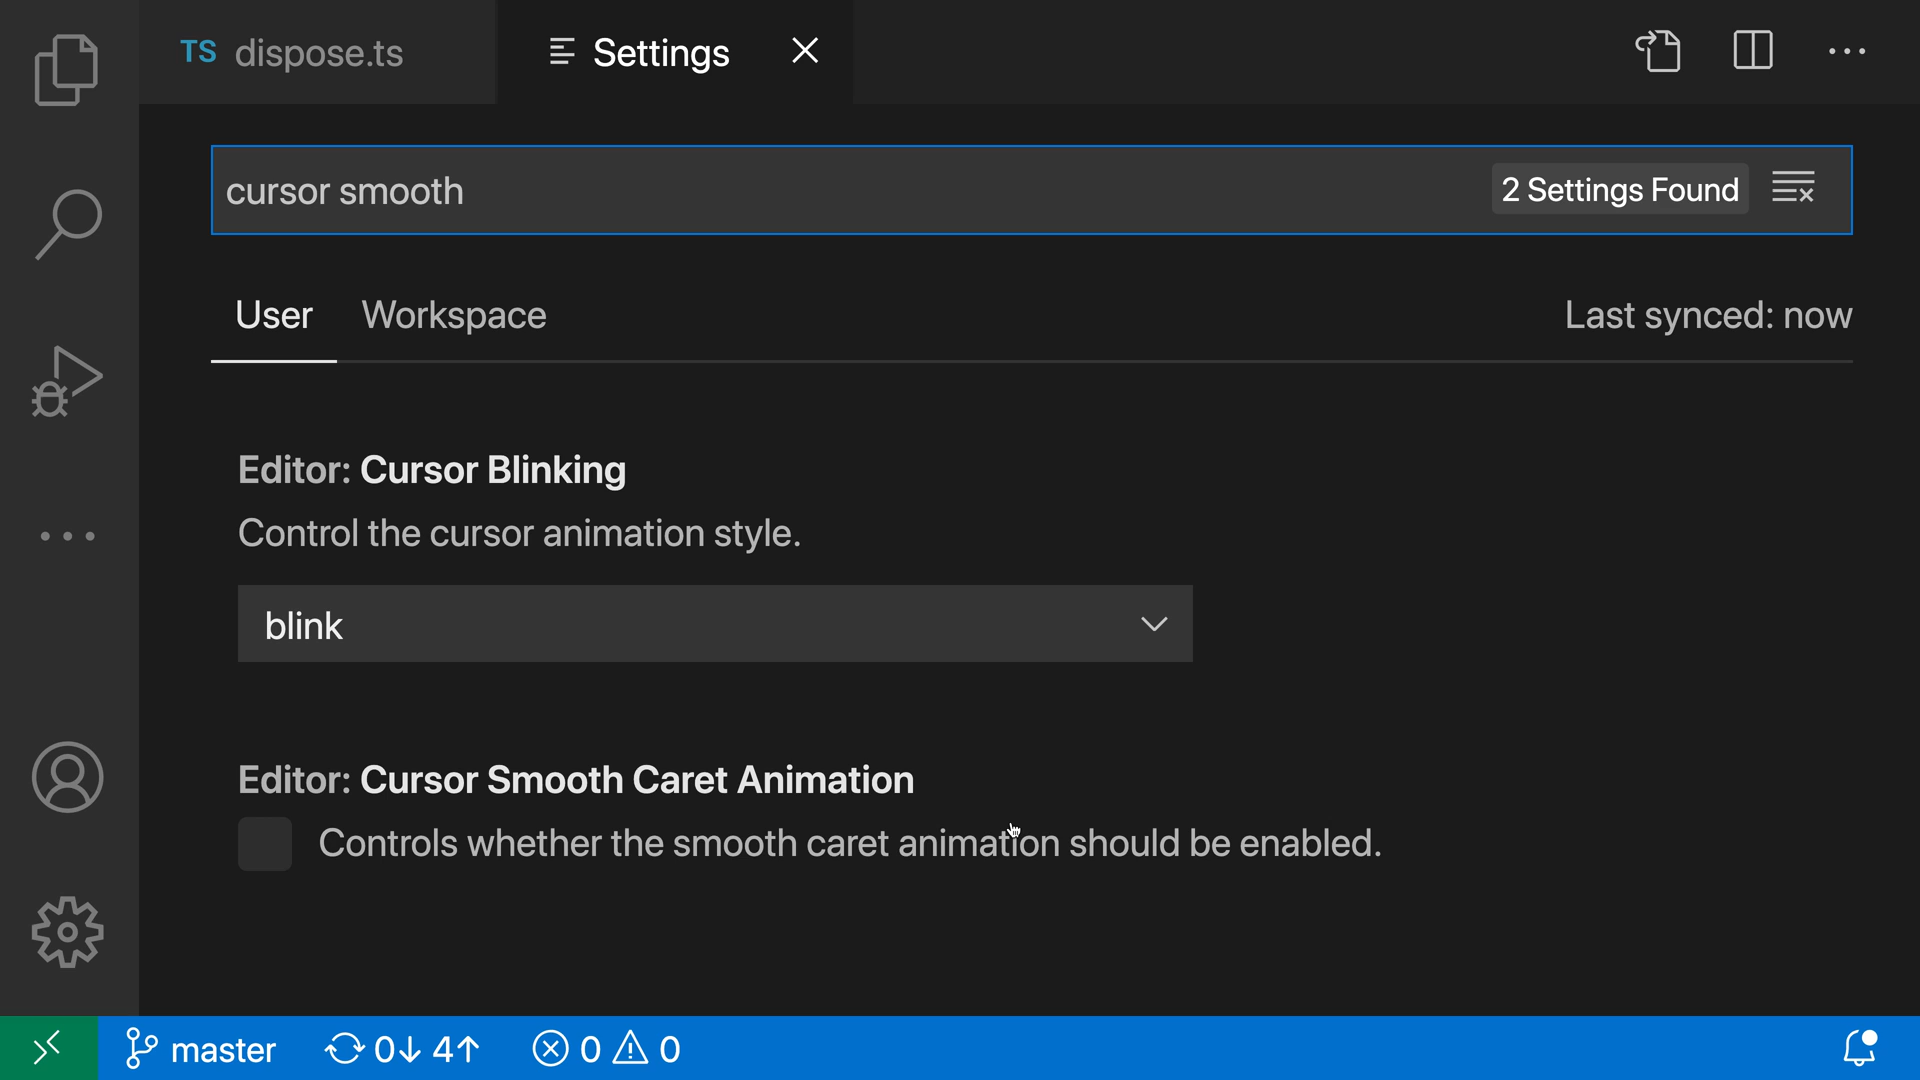 TS dispose.ts Settings
cursor smooth 2 Settings Found
User Workspace Last synced: now
Editor: Cursor Blinking
Control the cursor animation style.
blink
Editor: Cursor Smooth Caret Animation
Controls whether the smooth caret animation should be enabled.
master 0↓ 4↑ 0 0